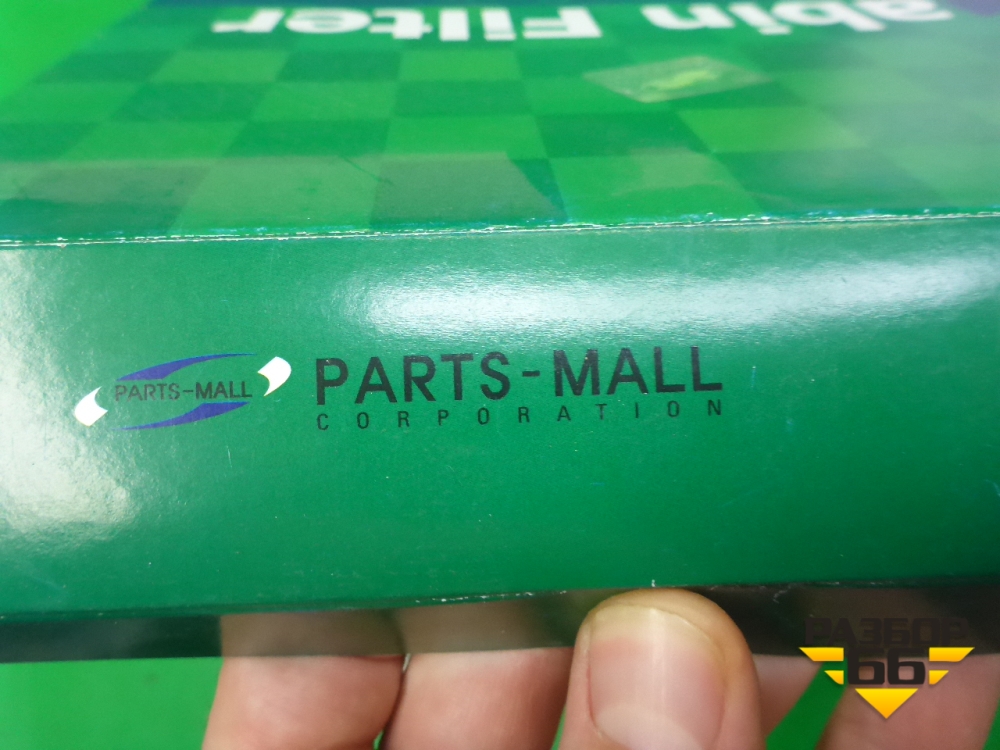 abin Filter
PARTS-MALL
PARTS-MALL
CORPORATION
РАЗБОР
66